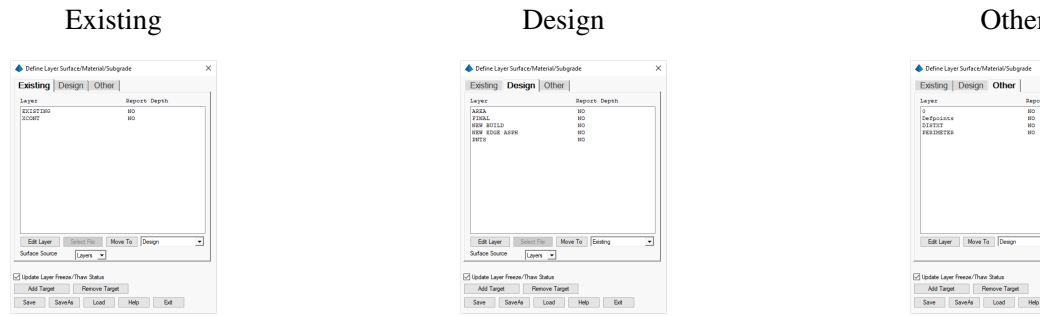 Existing
Define Layer Surface/Material/Subgrade
Existing Design Other
Layer Report Depth
EXISTING NO
XCONT NO
Edit Layer Select File Move To Design
Surface Source Layers
Update Layer Freeze/Thaw Status
Add Target Remove Target
Save SaveAs Load Help Exit
Design
Define Layer Surface/Material/Subgrade
Existing Design Other
Layer Report Depth
AREA NO
FINAL NO
NEW BUILD NO
NEW EDGE ASPH NO
PNTS NO
Edit Layer Select File Move To Existing
Surface Source Layers
Update Layer Freeze/Thaw Status
Add Target Remove Target
Save SaveAs Load Help Exit
Other
Define Layer Surface/Material/Subgrade
Existing Design Other
Layer Repo
0 NO
Defpoints NO
DISTXT NO
PERIMETER NO
Edit Layer Move To Design
Update Layer Freeze/Thaw Status
Add Target Remove Target
Save SaveAs Load Help